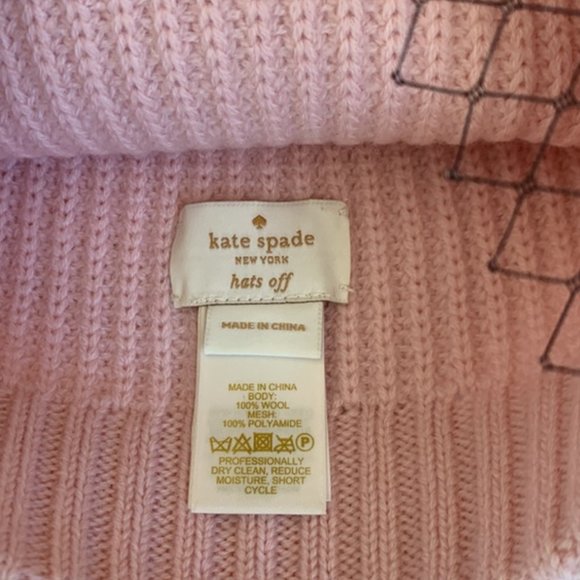 kate spade
NEW YORK
hats off
MADE IN CHINA
MADE IN CHINA
BODY:
100% WOOL
MESH:
100% POLYAMIDE
P
PROFESSIONALLY
DRY CLEAN, REDUCE
MOISTURE, SHORT
CYCLE